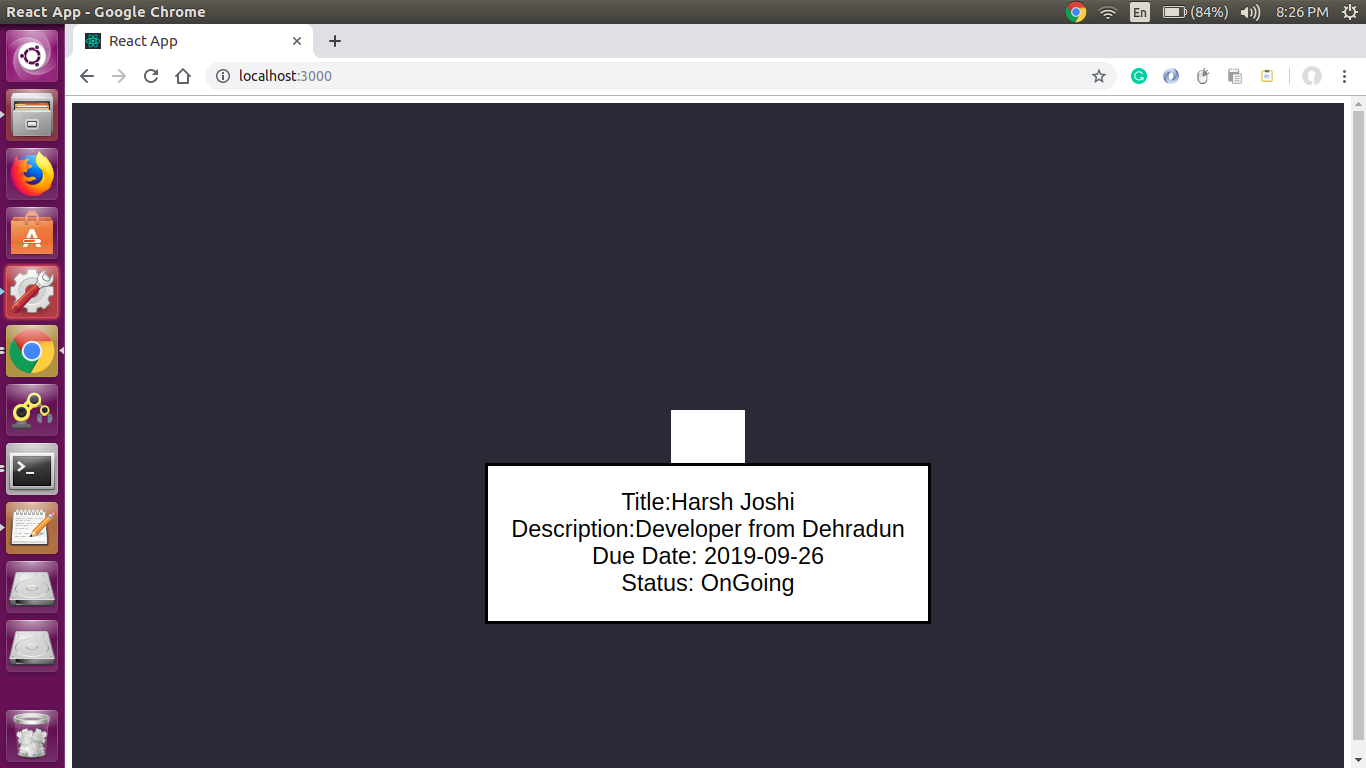 React App - Google Chrome
En
(84%)
8:26 PM
React App
localhost:3000
Title:Harsh Joshi
Description:Developer from Dehradun
Due Date: 2019-09-26
Status: OnGoing